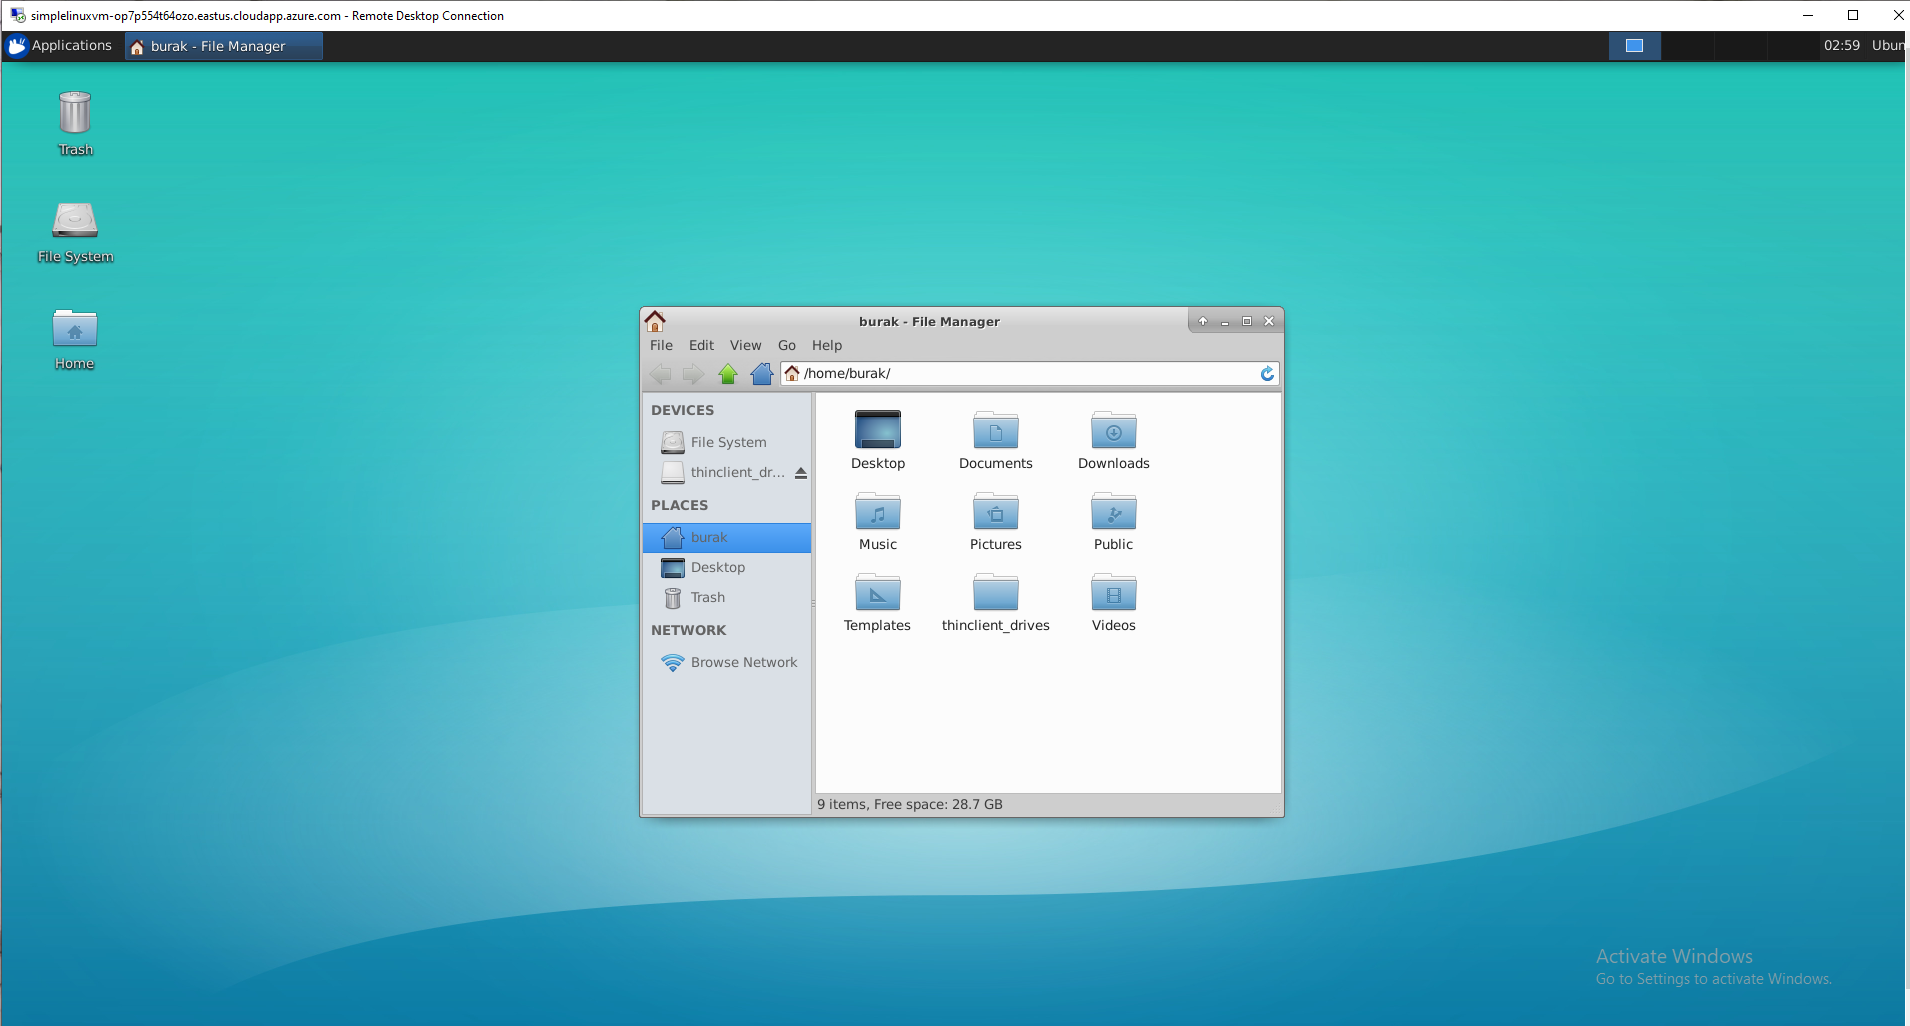 simplelinuxvm-op7p554t64ozo.eastus.cloudapp.azure.com - Remote Desktop Connection
Applications
burak - File Manager
02:59 Ubun
Trash
File System
Home
burak - File Manager
File Edit View Go Help
/home/burak/
DEVICES
File System
thinclient_dr...
PLACES
burak
Desktop
Trash
NETWORK
Browse Network
Desktop Documents Downloads
Music Pictures Public
Templates thinclient_drives Videos
9 items, Free space: 28.7 GB
Activate Windows
Go to Settings to activate Windows.